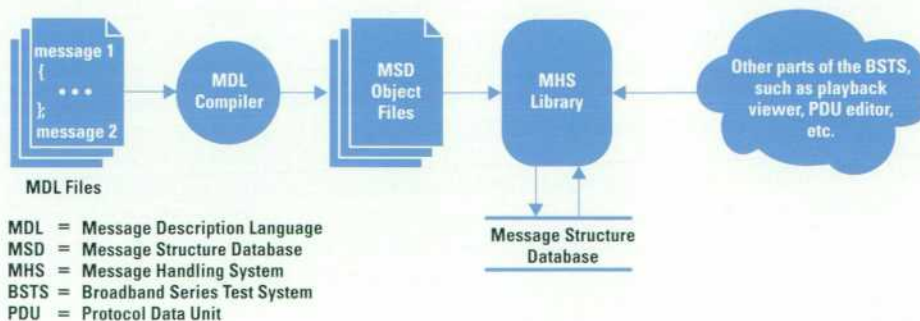 message 1
{
• • •
};
message 2
MDL Files
MDL
Compiler
MSD
Object
Files
MHS
Library
Other parts of the BSTS,
such as playback
viewer, PDU editor,
etc.
Message Structure
Database
MDL = Message Description Language
MSD = Message Structure Database
MHS = Message Handling System
BSTS = Broadband Series Test System
PDU = Protocol Data Unit